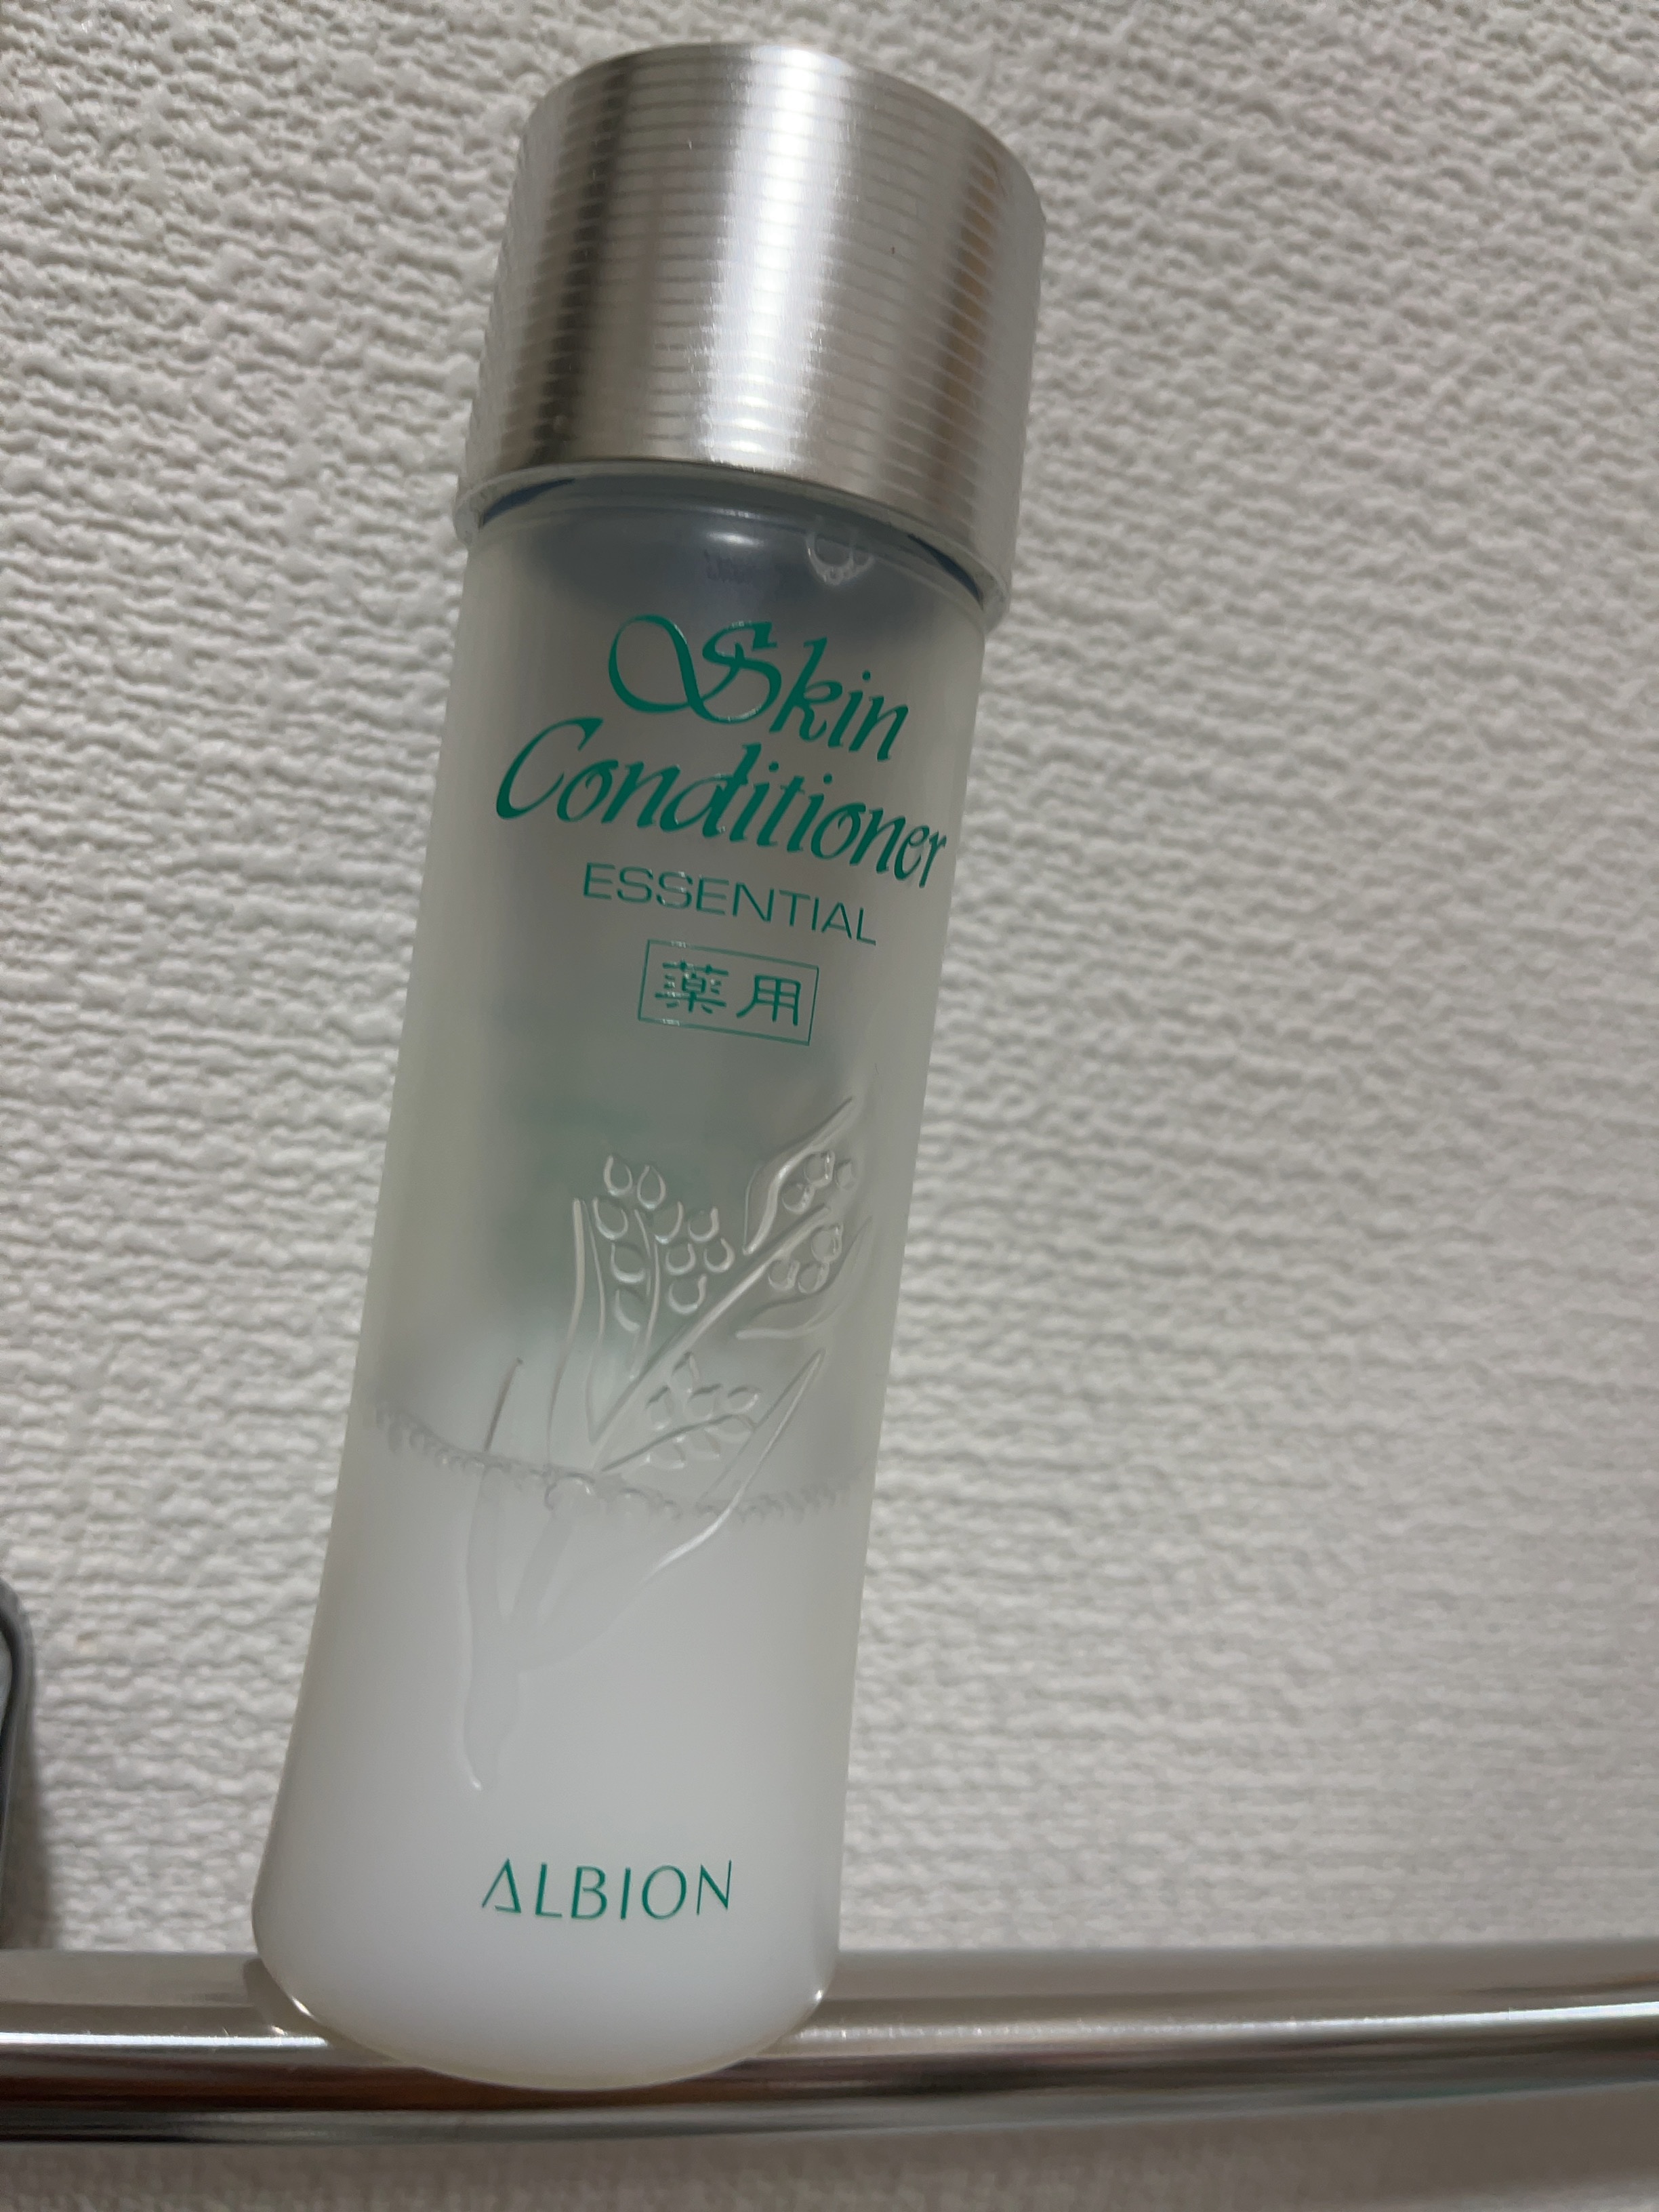 Skin
Conditioner
ESSENTIAL
薬用
ALBION